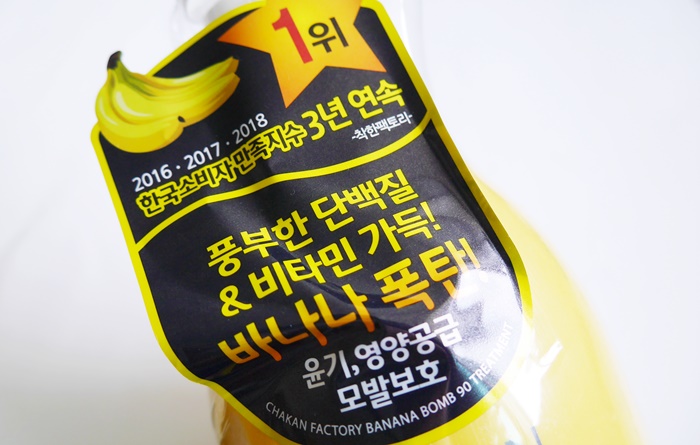 1위
2016 · 2017 · 2018
한국소비자만족지수 3년 연속
-착한팩토리-
풍부한 단백질
& 비타민 가득!
바나나 폭탄!
윤기,영양공급
모발보호
CHAKAN FACTORY BANANA BOMB 90 TREATMENT